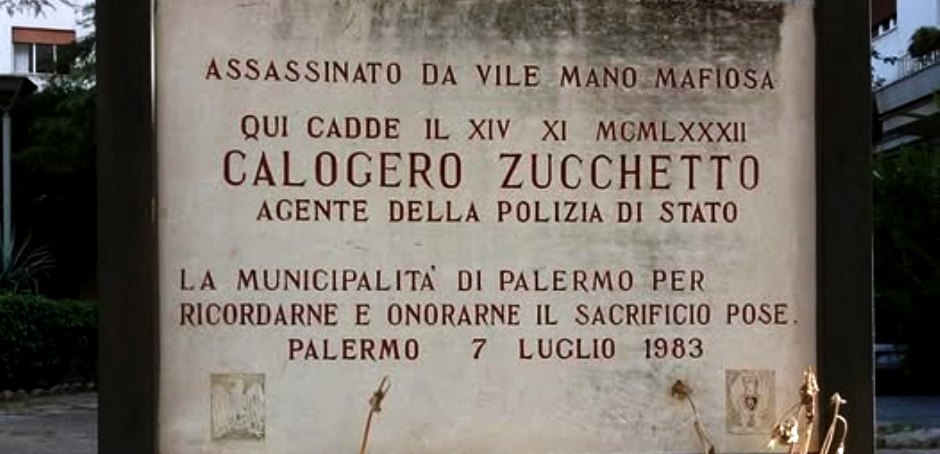 ASSASSINATO DA VILE MANO MAFIOSA
QUI CADDE IL XIV XI MCMLXXXII
CALOGERO ZUCCHETTO
AGENTE DELLA POLIZIA DI STATO
LA MUNICIPALITÀ DI PALERMO PER
RICORDARNE E ONORARNE IL SACRIFICIO POSE.
PALERMO 7 LUGLIO 1983